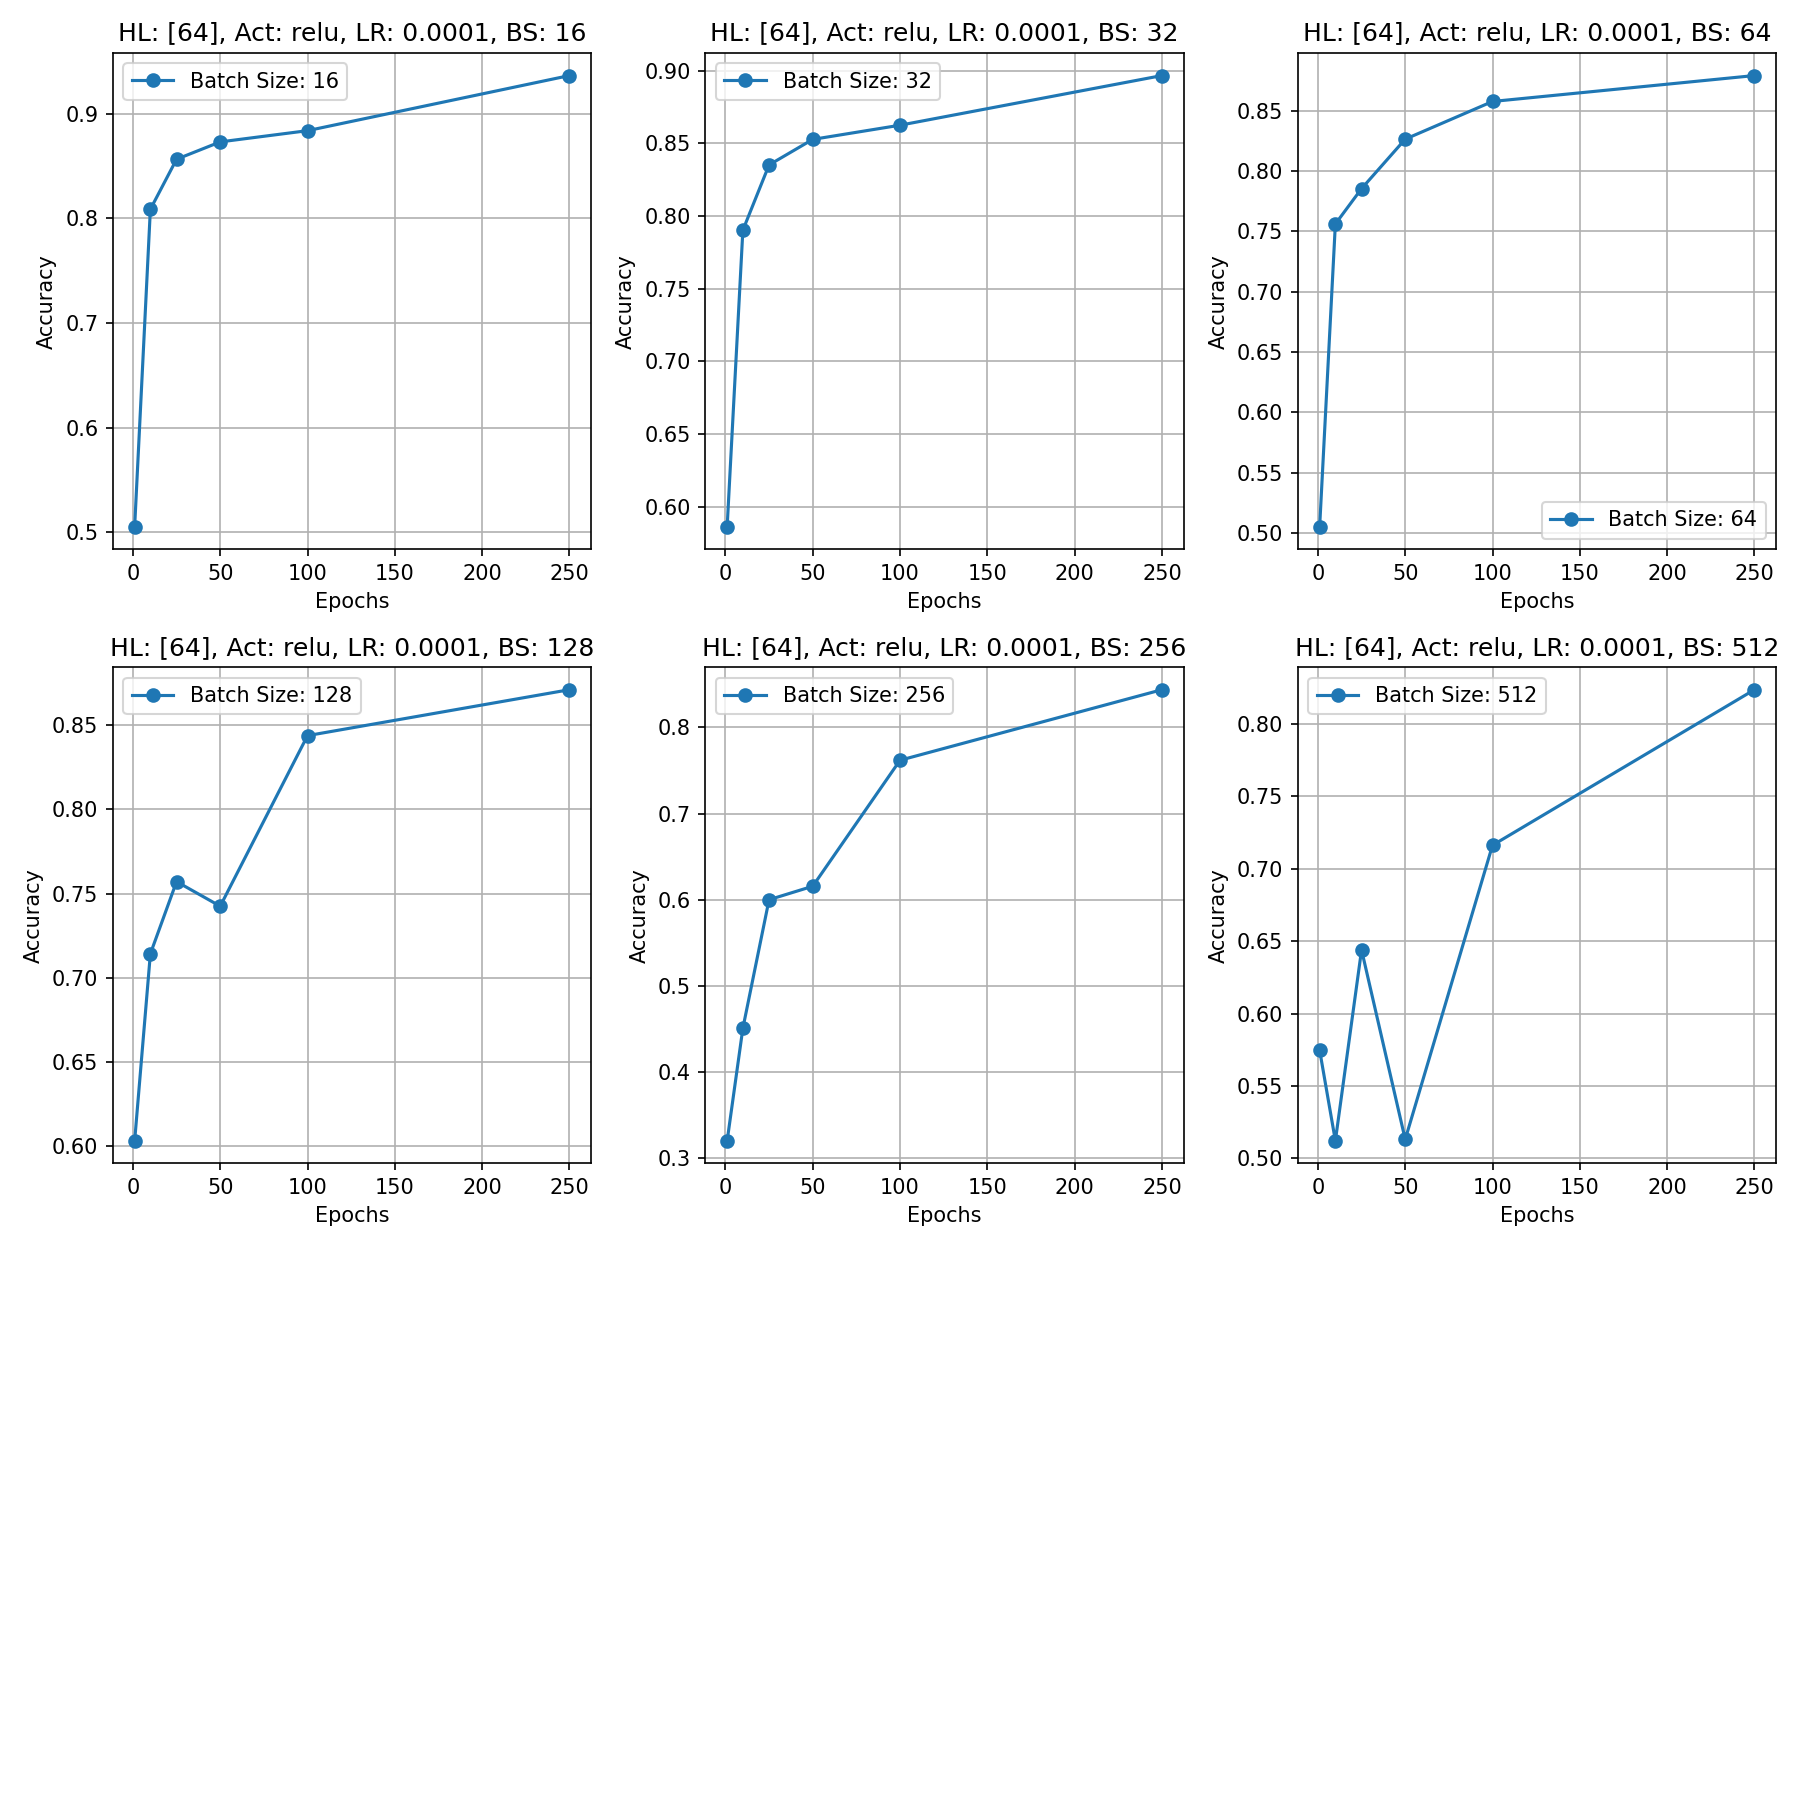 HL: [64], Act: relu, LR: 0.0001, BS: 16
Batch Size: 16
0.9
0.8
0.7
0.6
0.5
Accuracy
0 50 100 150 200 250
Epochs
HL: [64], Act: relu, LR: 0.0001, BS: 32
Batch Size: 32
0.90
0.85
0.80
0.75
0.70
0.65
0.60
Accuracy
0 50 100 150 200 250
Epochs
HL: [64], Act: relu, LR: 0.0001, BS: 64
0.85
0.80
0.75
0.70
0.65
0.60
0.55
0.50
Accuracy
Batch Size: 64
0 50 100 150 200 250
Epochs
HL: [64], Act: relu, LR: 0.0001, BS: 128
Batch Size: 128
0.85
0.80
0.75
0.70
0.65
0.60
Accuracy
0 50 100 150 200 250
Epochs
HL: [64], Act: relu, LR: 0.0001, BS: 256
Batch Size: 256
0.8
0.7
0.6
0.5
0.4
0.3
Accuracy
0 50 100 150 200 250
Epochs
HL: [64], Act: relu, LR: 0.0001, BS: 512
Batch Size: 512
0.80
0.75
0.70
0.65
0.60
0.55
0.50
Accuracy
0 50 100 150 200 250
Epochs